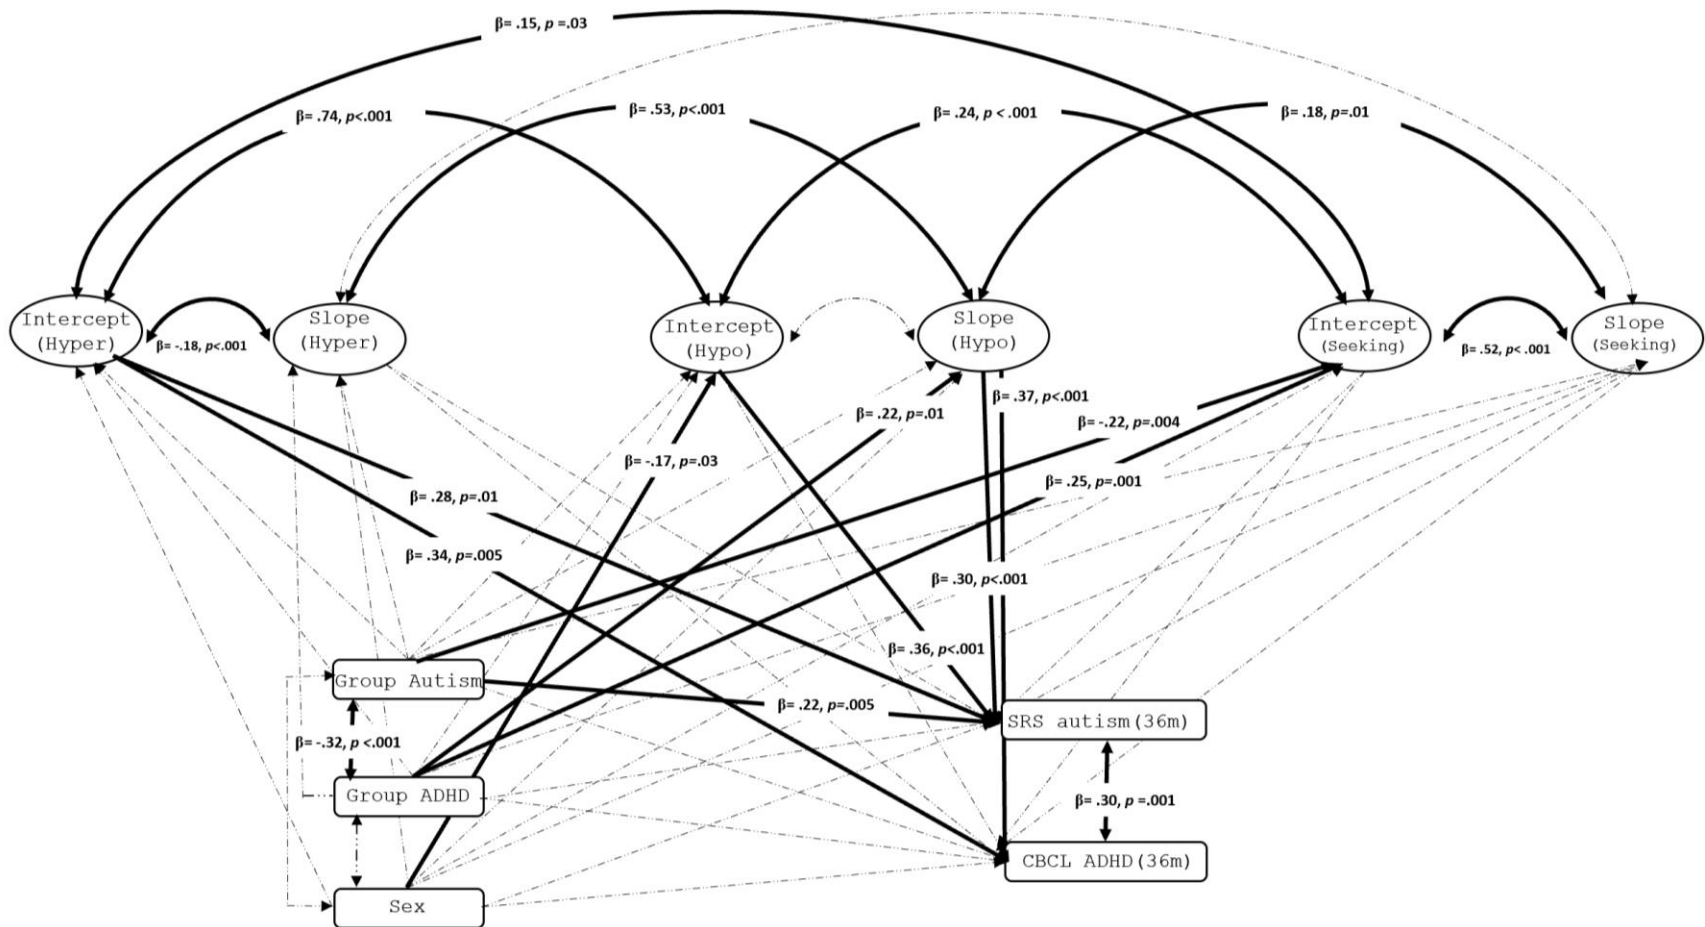 β= .15, p =.03
β= .74, p<.001
β= .53, p<.001
β= .24, p < .001
β= .18, p=.01
Intercept
(Hyper)
β= -.18, p<.001
Slope
(Hyper)
Intercept
(Hypo)
Slope
(Hypo)
Intercept
(Seeking)
β= .52, p< .001
Slope
(Seeking)
β= .37, p<.001
β= .22, p=.01
β= -.22, p=.004
β= -.17, p=.03
β= .25, p=.001
β= .28, p=.01
β= .34, p=.005
β= .30, p<.001
β= .36, p<.001
Group Autism
β= .22, p=.005
SRS autism(36m)
β= -.32, p <.001
Group ADHD
β= .30, p =.001
CBCL ADHD(36m)
Sex